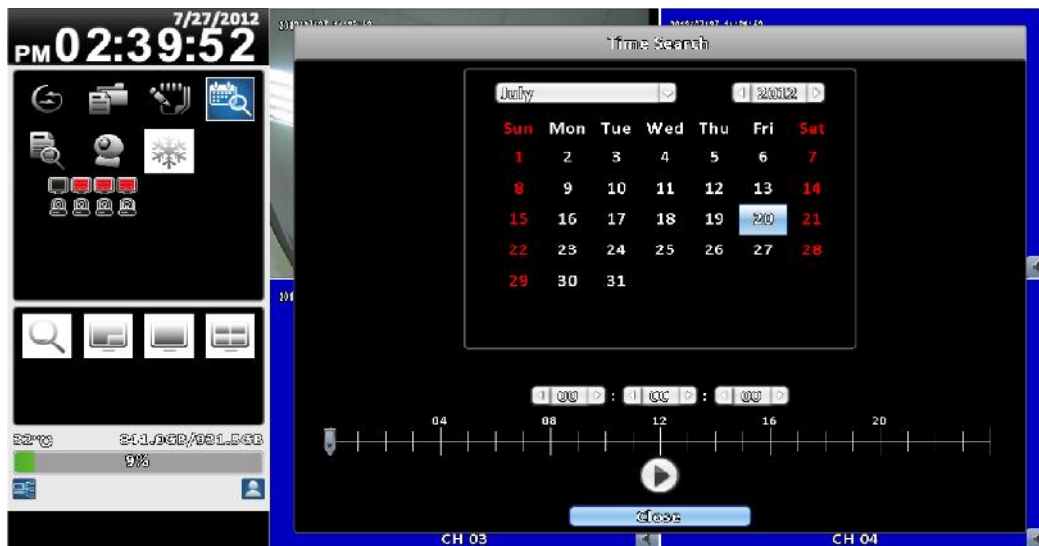 7/27/2012
PM 02:39:52
Time Search
July 2012
Sun Mon Tue Wed Thu Fri Sat
1 2 3 4 5 6 7
8 9 10 11 12 13 14
15 16 17 18 19 20 21
22 23 24 25 26 27 28
29 30 31
00 : 00 : 00
04 08 12 16 20
9%
Close
CH 03 CH 04